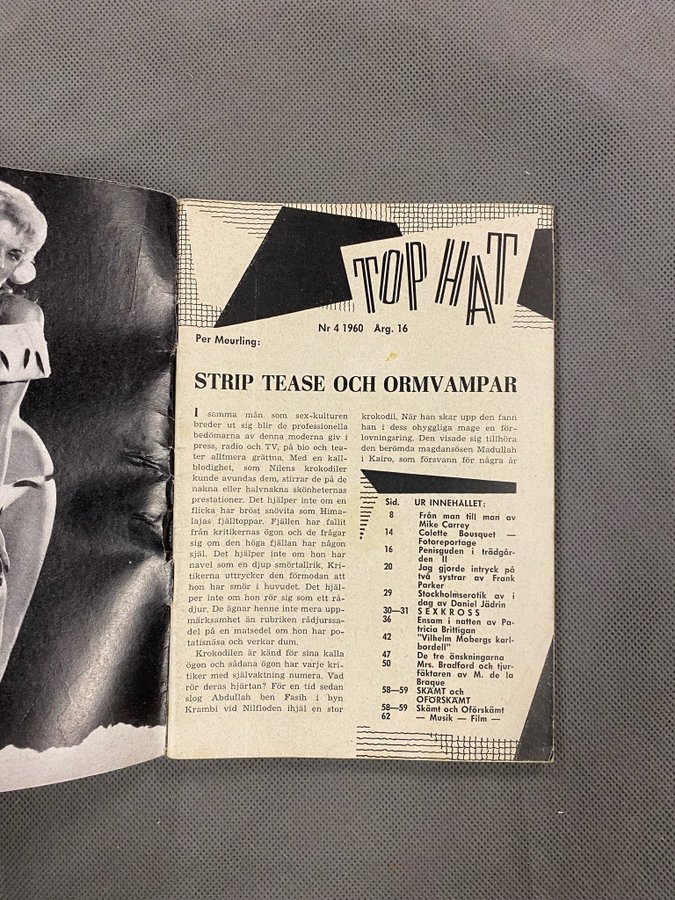 TOP HAT
Nr 4 1960 Årg. 16
Per Meurling:
STRIP TEASE OCH ORMVAMPAR
I samma mån som sex-kulturen
breder ut sig blir de professionella
bedömarna av denna moderna giv i
press, radio och TV, på bio och tea-
ter alltmera grättna. Med en kall-
blodighet, som Nilens krokodiler
kunde avundas dem, stirrar de på de
nakna eller halvnakna skönheternas
prestationer. Det hjälper inte om en
flicka har bröst snövita som Hima-
lajas fjälltoppar. Fjällen har fallit
från kritikernas ögon och de frågar
sig om den höga fjällan har någon
själ. Det hjälper inte om hon har
navel som en djup smörtallrik. Kri-
tikerna uttrycker den förmodan att
hon har smör i huvudet. Det hjäl-
per inte om hon rör sig som ett rå-
djur. De ägnar henne inte mera upp-
märksamhet än rubriken rådjurssa-
del på en matsedel om hon har po-
tatisnäsa och verkar dum.
Krokodilen är känd för sina kalla
ögon och sådana ögon har varje kri-
tiker med självaktning numera. Vad
rör deras hjärtan? För en tid sedan
slog Abdullah ben Fasih i byn
Krambi vid Nilfloden ihjäl en stor
krokodil. När han skar upp den fann
han i dess ohyggliga mage en för-
lovningsring. Den visade sig tillhöra
den berömda magdansösen Madullah
i Kairo, som försvann för några år
Sid. UR INNEHÅLLET:
8 Från man till man av
Mike Carrey
14 Colette Bousquet —
Fotoreportage
16 Penisguden i trädgår-
den II
20 Jag gjorde intryck på
två systrar av Frank
Parker
29 Stockholmserotik av i
dag av Daniel Jädrin
30—31 SEXKROSS
36 Ensam i natten av Pa-
tricia Brittigan
42 "Vilhelm Mobergs karl-
bordell"
47 De tre önskningarna
50 Mrs. Bradford och tjur-
fäktaren av M. de la
Braque
58—59 SKÄMT och
OFÖRSKÄMT
58—59 Skämt och Oförskämt
62 — Musik — Film —